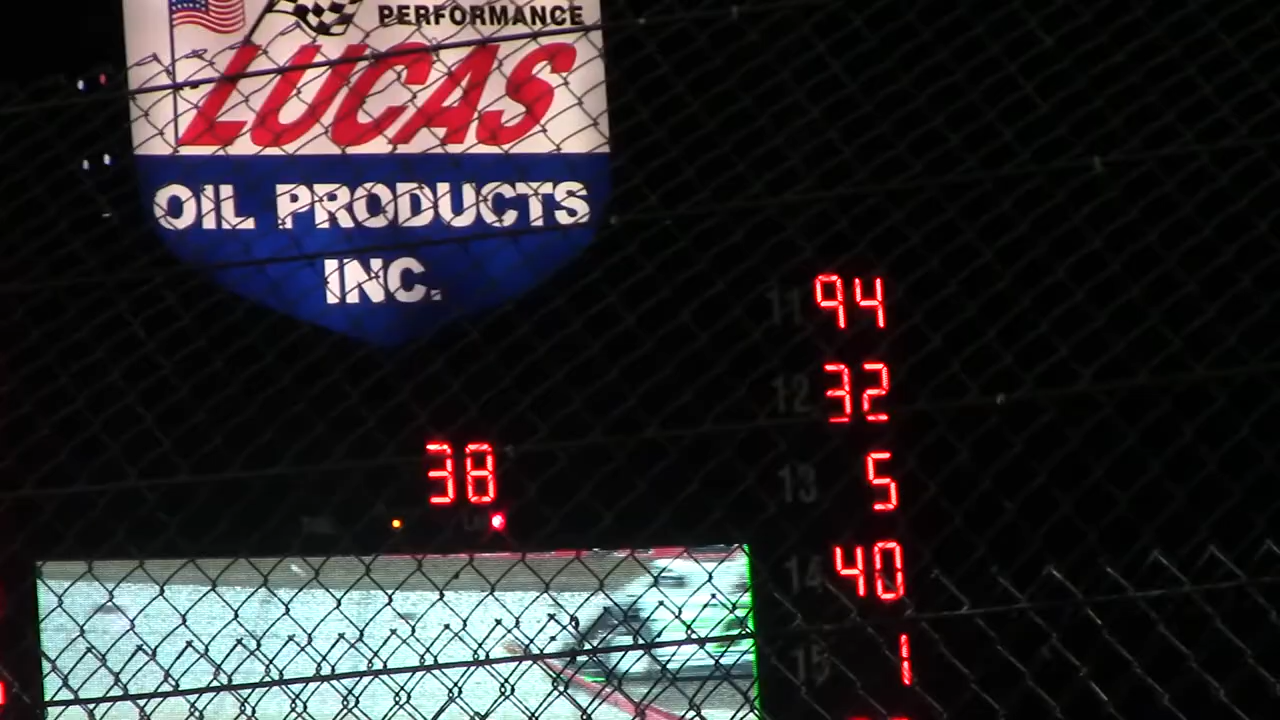 PERFORMANCE
LUCAS
OIL PRODUCTS
INC.
11 94
12 32
38
13 5
14 40
15 1